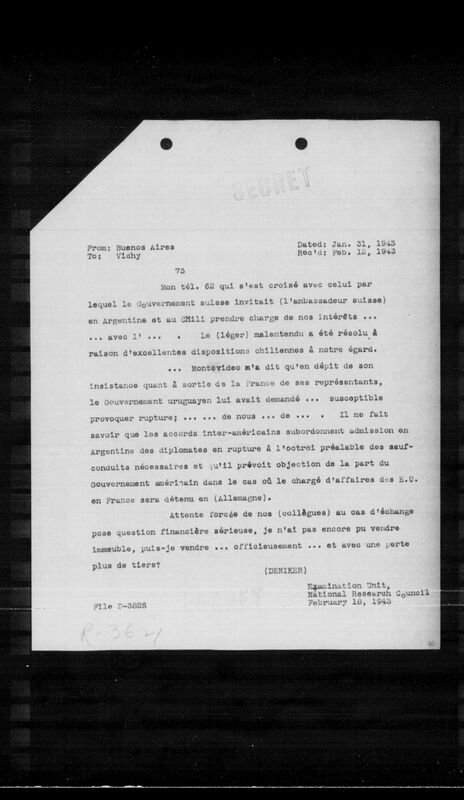 SECRET
From: Buenos Aires
To: Vichy
Dated: Jan. 31, 1943
Rec'd: Feb. 12, 1943
73
Mon tél. 62 qui s'est croisé avec celui par
lequel le Gouvernement suisse invitait (l'ambassadeur suisse)
en Argentine et au CHili prendre charge de nos intérêts ...
... avec l' ... . Le (léger) malentendu a été résolu à
raison d'excellentes dispositions chiliennes à notre égard.
... Montevideo m'a dit qu'en dépit de son
insistance quant à sortie de la France de ses représentants,
le Gouvernement uruguayen lui avait demandé ... susceptible
provoquer rupture; ... ... de nous ... de ... . Il me fait
savoir que les accords inter-américains subordonnent admission en
Argentine des diplomates en rupture à l'octroi préalable des sauf-
conduits nécessaires et qu'il prévoit objection de la part du
Gouvernement américain dans le cas où le chargé d'affaires des E.U.
en France sera détenu en (Allemagne).
Attente forcée de nos (collègues) au cas d'échange
pose question financière sérieuse, je n'ai pas encore pu vendre
immeuble, puis-je vendre ... officieusement ... et avec une perte
plus de tiers?
(DENIKER)
Examination Unit,
National Research Council
February 18, 1943
File D-3825
SECRET
R-364